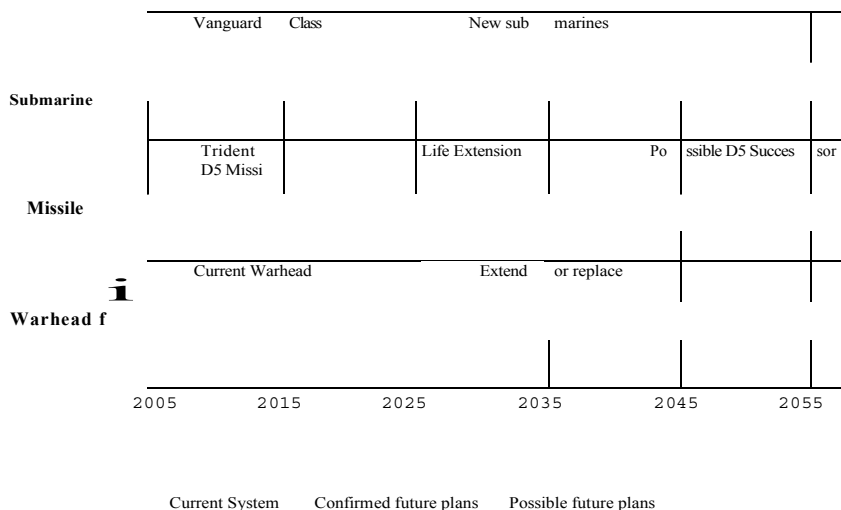 Vanguard Class New sub marines
Submarine
Trident Life Extension Po ssible D5 Succes sor
D5 Missi
Missile
Current Warhead Extend or replace
i
Warhead f
2005 2015 2025 2035 2045 2055
Current System Confirmed future plans Possible future plans